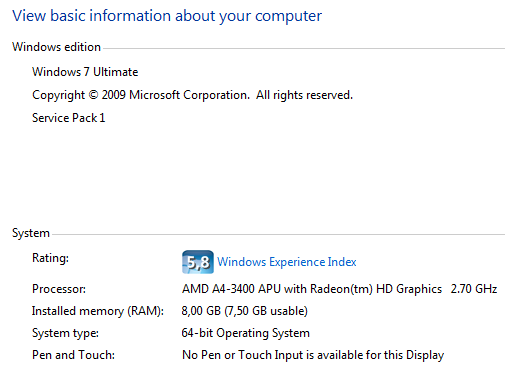 View basic information about your computer
Windows edition
Windows 7 Ultimate
Copyright © 2009 Microsoft Corporation. All rights reserved.
Service Pack 1
System
Rating: 5,8 Windows Experience Index
Processor: AMD A4-3400 APU with Radeon(tm) HD Graphics 2.70 GHz
Installed memory (RAM): 8,00 GB (7,50 GB usable)
System type: 64-bit Operating System
Pen and Touch: No Pen or Touch Input is available for this Display